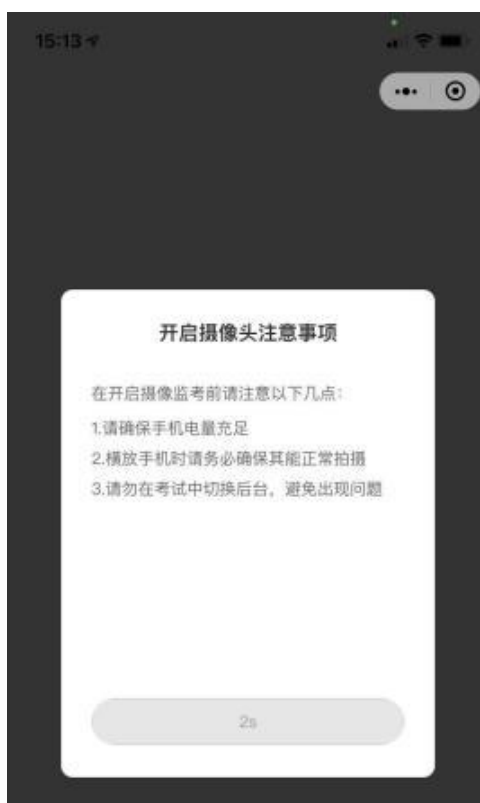 15:13
开启摄像头注意事项
在开启摄像监考前请注意以下几点:
1.请确保手机电量充足
2.横放手机时请务必确保其能正常拍摄
3.请勿在考试中切换后台，避免出现问题
2s